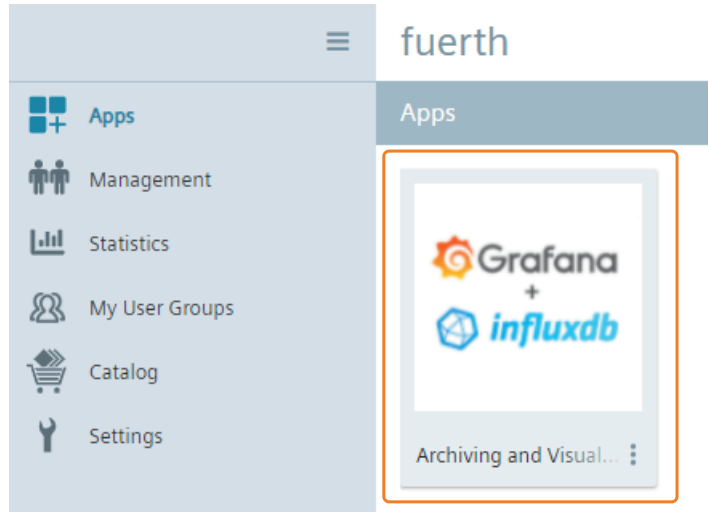 fuerth
Apps
Apps
Management
Statistics
My User Groups
Catalog
Settings
Grafana
+
influxdb
Archiving and Visual...